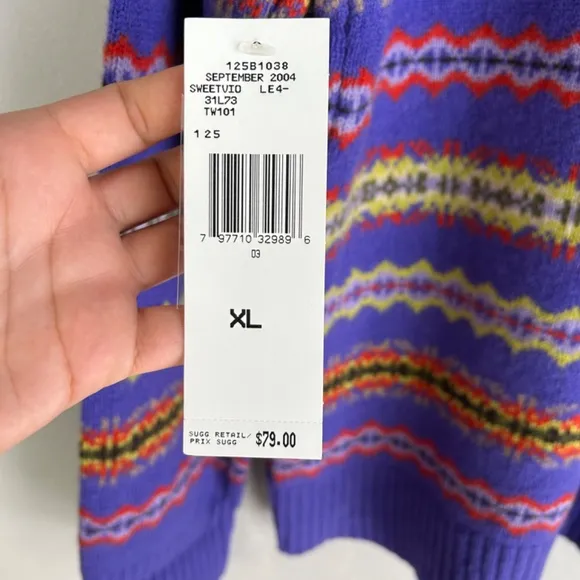 125B1038
SEPTEMBER 2004
SWEETVIO LE4-
31L73
TW101
125
7 97710 32989 6
03
XL
SUGG RETAIL/
PRIX SUGG $79.00